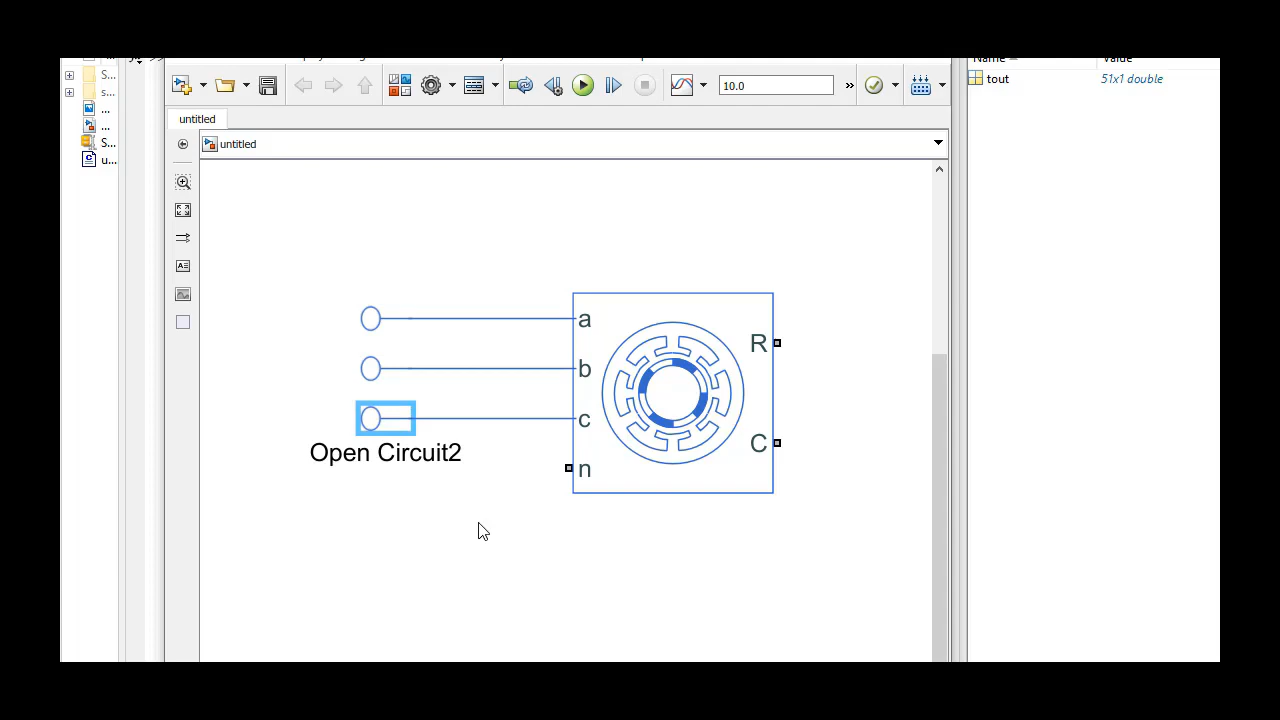 Name Value
S...
10.0
»
tout 51x1 double
s...
...
untitled
...
S...
untitled
u...
a
R
b
c
C
Open Circuit2
n